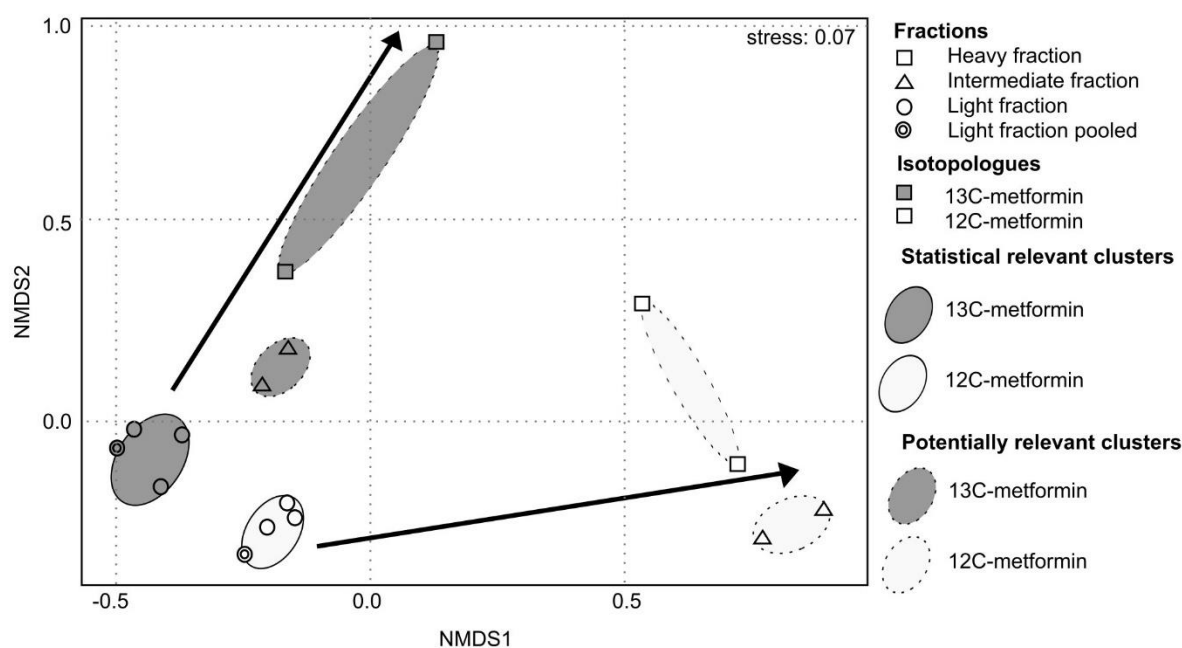 1.0
0.5
0.0
NMDS2
-0.5
0.0
0.5
NMDS1
stress: 0.07
Fractions
Heavy fraction
Intermediate fraction
Light fraction
Light fraction pooled
Isotopologues
13C-metformin
12C-metformin
Statistical relevant clusters
13C-metformin
12C-metformin
Potentially relevant clusters
13C-metformin
12C-metformin